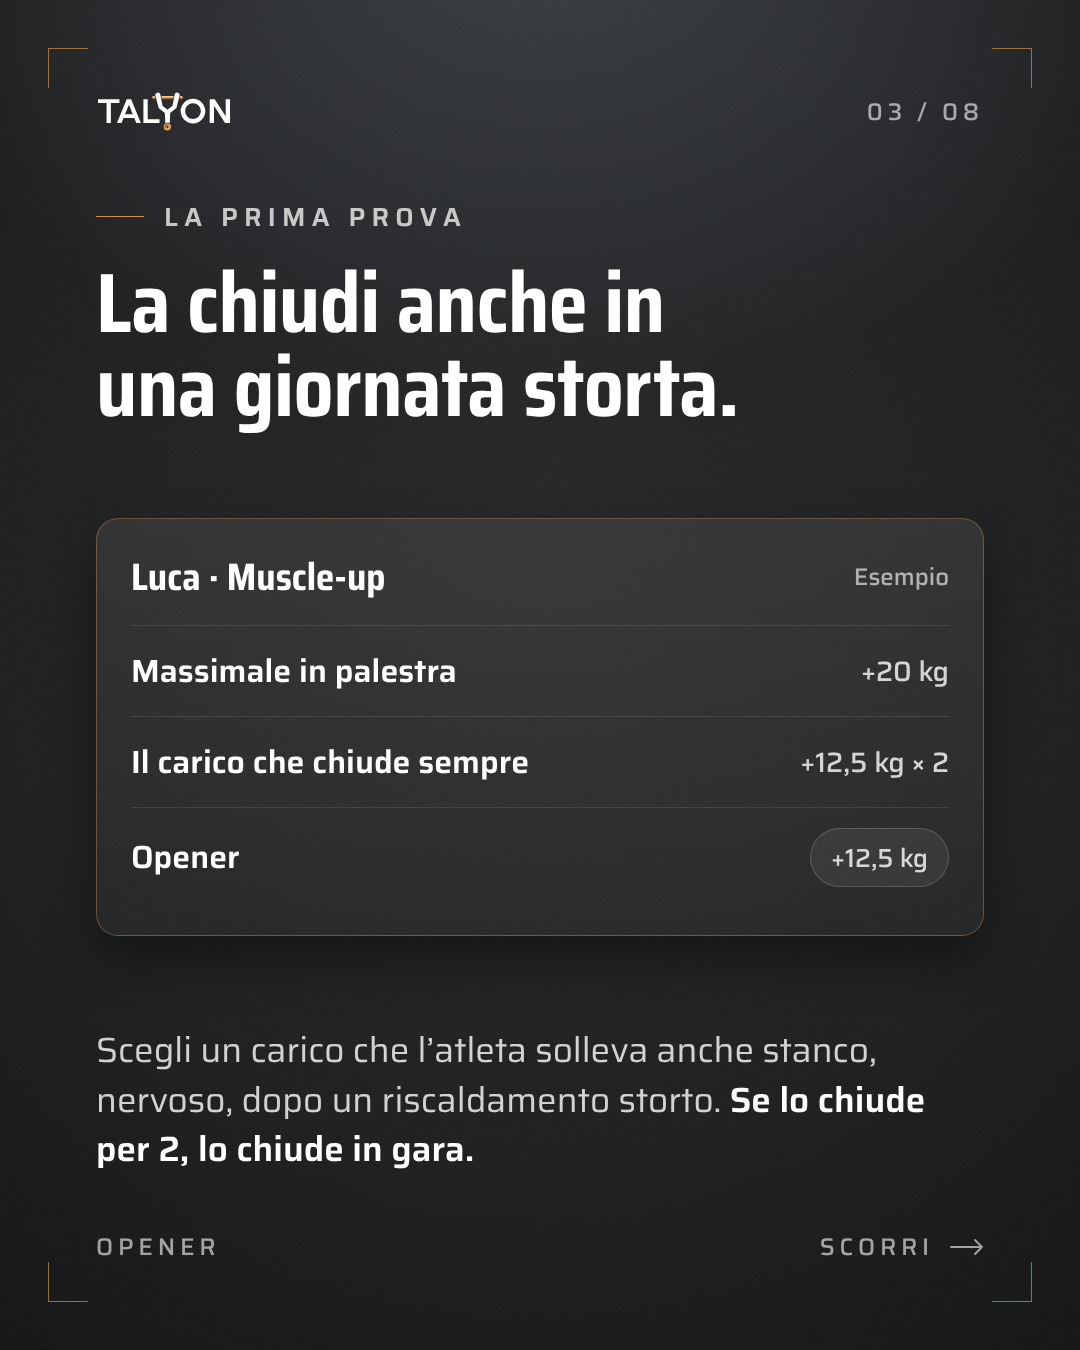 TALYON
03 / 08
LA PRIMA PROVA
La chiudi anche in
una giornata storta.
Luca · Muscle-up
Esempio
Massimale in palestra
+20 kg
Il carico che chiude sempre
+12,5 kg × 2
Opener
+12,5 kg
Scegli un carico che l’atleta solleva anche stanco,
nervoso, dopo un riscaldamento storto. Se lo chiude
per 2, lo chiude in gara.
OPENER
SCORRI →